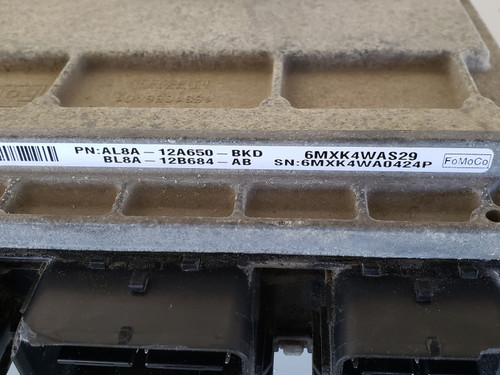 PN:AL8A - 12A650 - BKD 6MXK4WAS29
BL8A - 12B684 - AB SN:6MXK4WA0424P FoMoCo